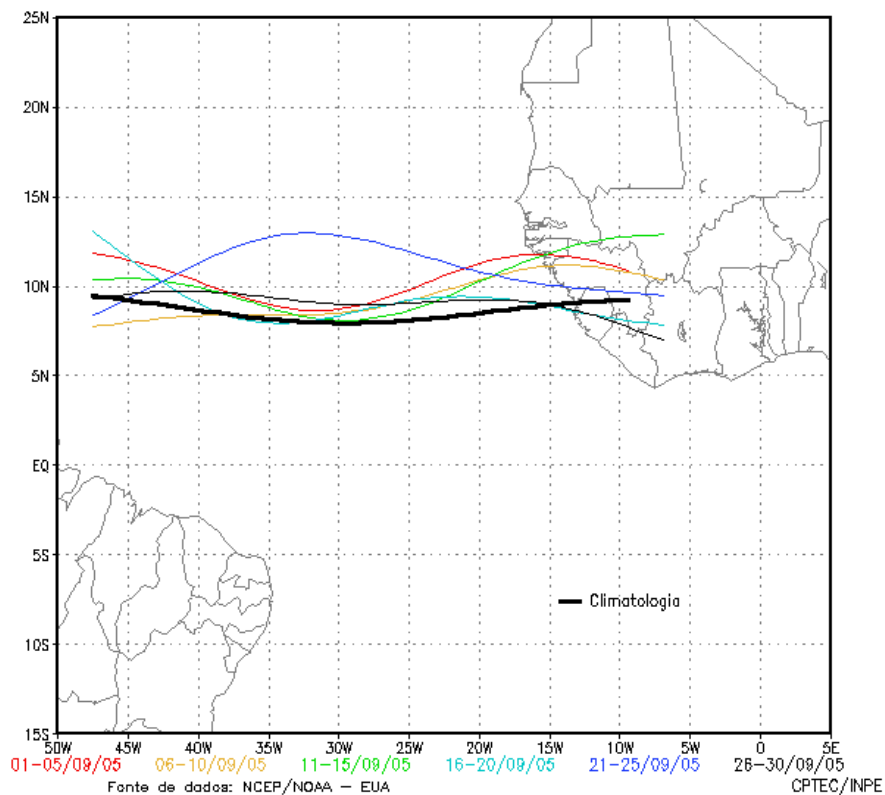 25N
20N
15N
10N
5N
EQ
5S
10S
15S
Climatologia
50W 45W 40W 35W 30W 25W 20W 15W 10W 5W 0 5E
01-05/09/05 06-10/09/05 11-15/09/05 16-20/09/05 21-25/09/05 26-30/09/05
Fonte de dados: NCEP/NOAA - EUA CPTEC/INPE